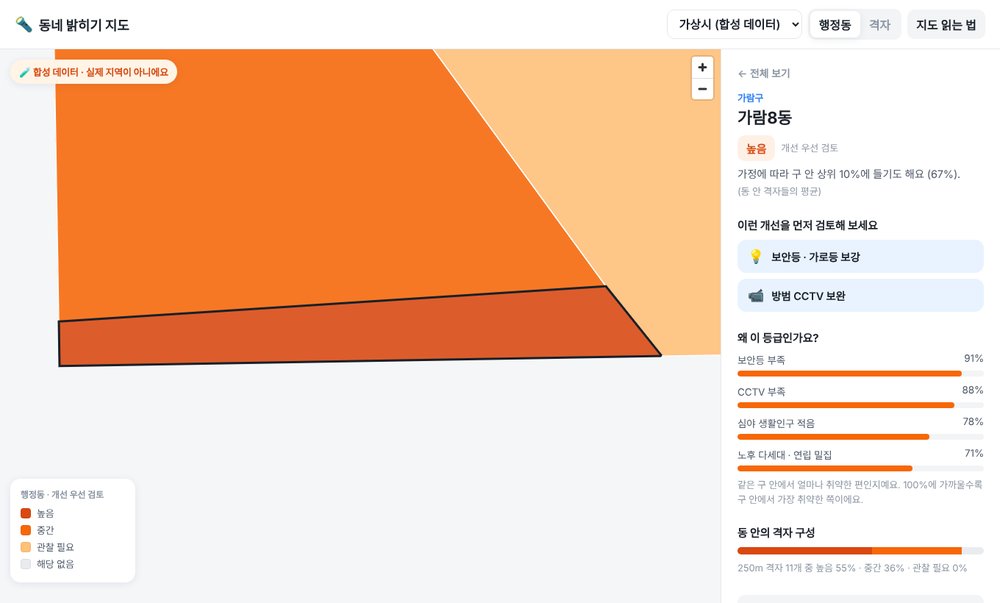 동네 밝히기 지도
가상시 (합성 데이터)
행정동
격자
지도 읽는 법
합성 데이터 · 실제 지역이 아니에요
+
−
← 전체 보기
가람구
가람8동
높음
개선 우선 검토
가정에 따라 구 안 상위 10%에 들기도 해요 (67%).
(동 안 격자들의 평균)
이런 개선을 먼저 검토해 보세요
보안등 · 가로등 보강
방범 CCTV 보완
왜 이 등급인가요?
보안등 부족 91%
CCTV 부족 88%
심야 생활인구 적음 78%
노후 다세대 · 연립 밀집 71%
같은 구 안에서 얼마나 취약한 편인지예요. 100%에 가까울수록
구 안에서 가장 취약한 쪽이에요.
동 안의 격자 구성
250m 격자 11개 중 높음 55% · 중간 36% · 관찰 필요 0%
행정동 · 개선 우선 검토
높음
중간
관찰 필요
해당 없음